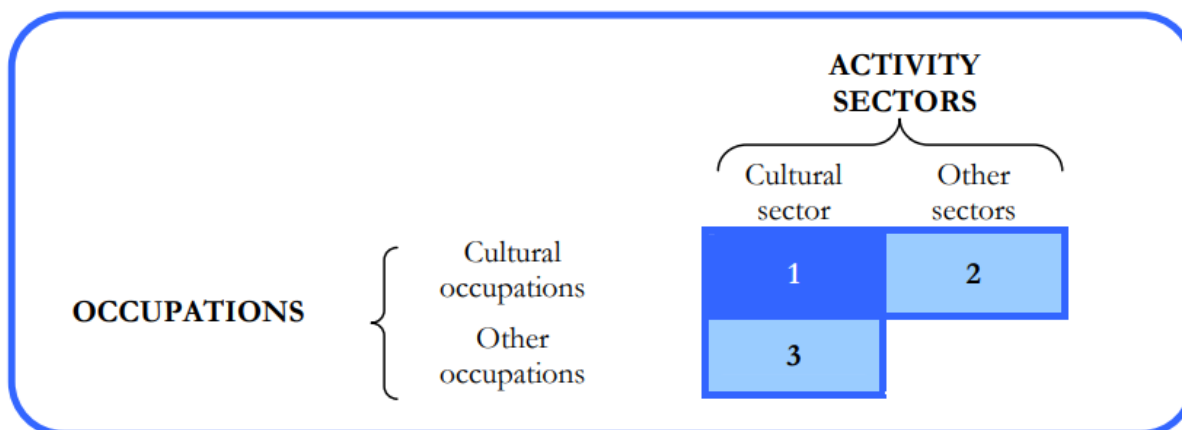 ACTIVITY
SECTORS
Cultural
sector
Other
sectors
Cultural
occupations
1
2
OCCUPATIONS
Other
occupations
3